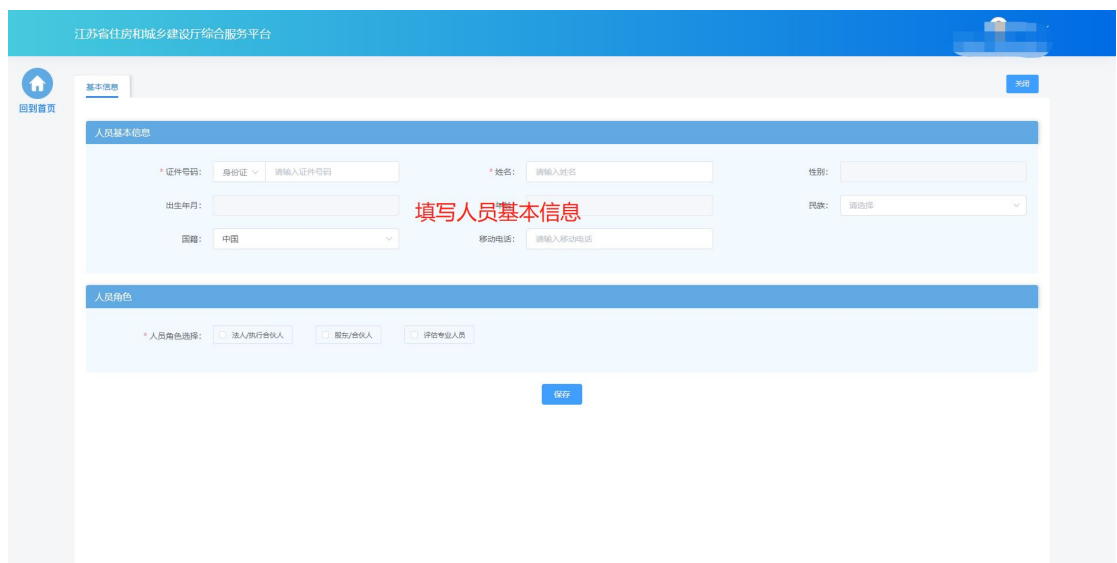 江苏省住房和城乡建设厅综合服务平台
回到首页
基本信息
关闭
人员基本信息
*证件号码: 身份证 请输入证件号码 *姓名: 请输入姓名 性别:
出生年月: 民族: 请选择
填写人员基本信息
国籍: 中国 移动电话: 请输入移动电话
人员角色
*人员角色选择: 法人/执行合伙人 股东/合伙人 评估专业人员
保存